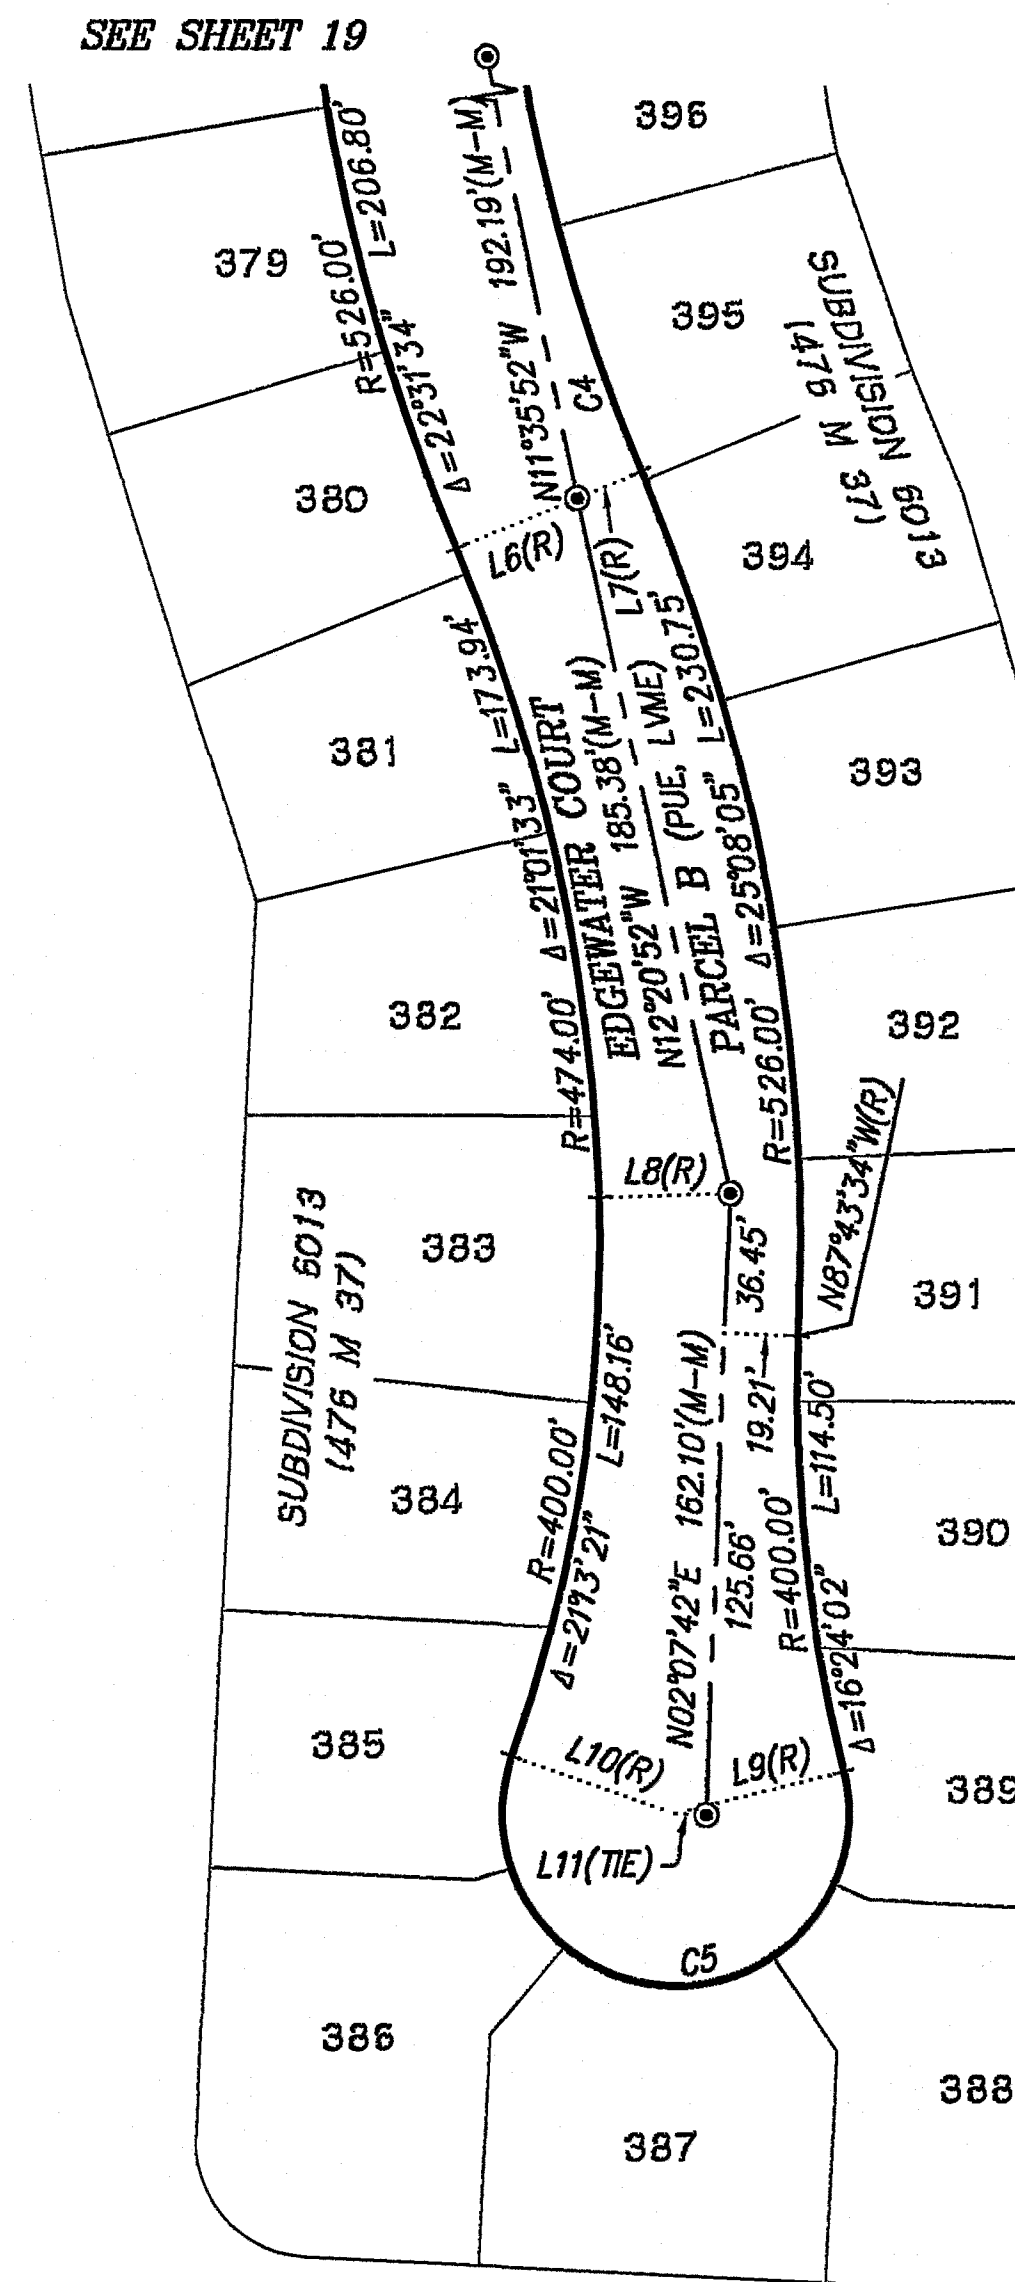 SEE SHEET 19
396
L=206.80'
192.19'(M-M)
379
R=526.00'
395
SUBDIVISION 6013
(476 M 37)
Δ=22°31'34"
N11°35'52"W
C4
380
L6(R)
L7(R)
394
L=173.94'
381
EDGEWATER COURT
185.38'(M-M)
N12°20'52"W
PARCEL B (PUE, LVME)
L=230.75'
393
Δ=21°01'33"
Δ=25°08'05"
382
R=474.00'
R=526.00'
392
L8(R)
N87°43'34"W(R)
383
36.45'
391
SUBDIVISION 6013
(476 M 37)
L=148.16'
162.10'(M-M)
19.21'
L=114.50'
384
R=400.00'
Δ=21°13'21"
N02°07'42"E
125.66'
R=400.00'
390
Δ=16°24'02"
385
L10(R)
L9(R)
389
L11(TIE)
C5
386
388
387